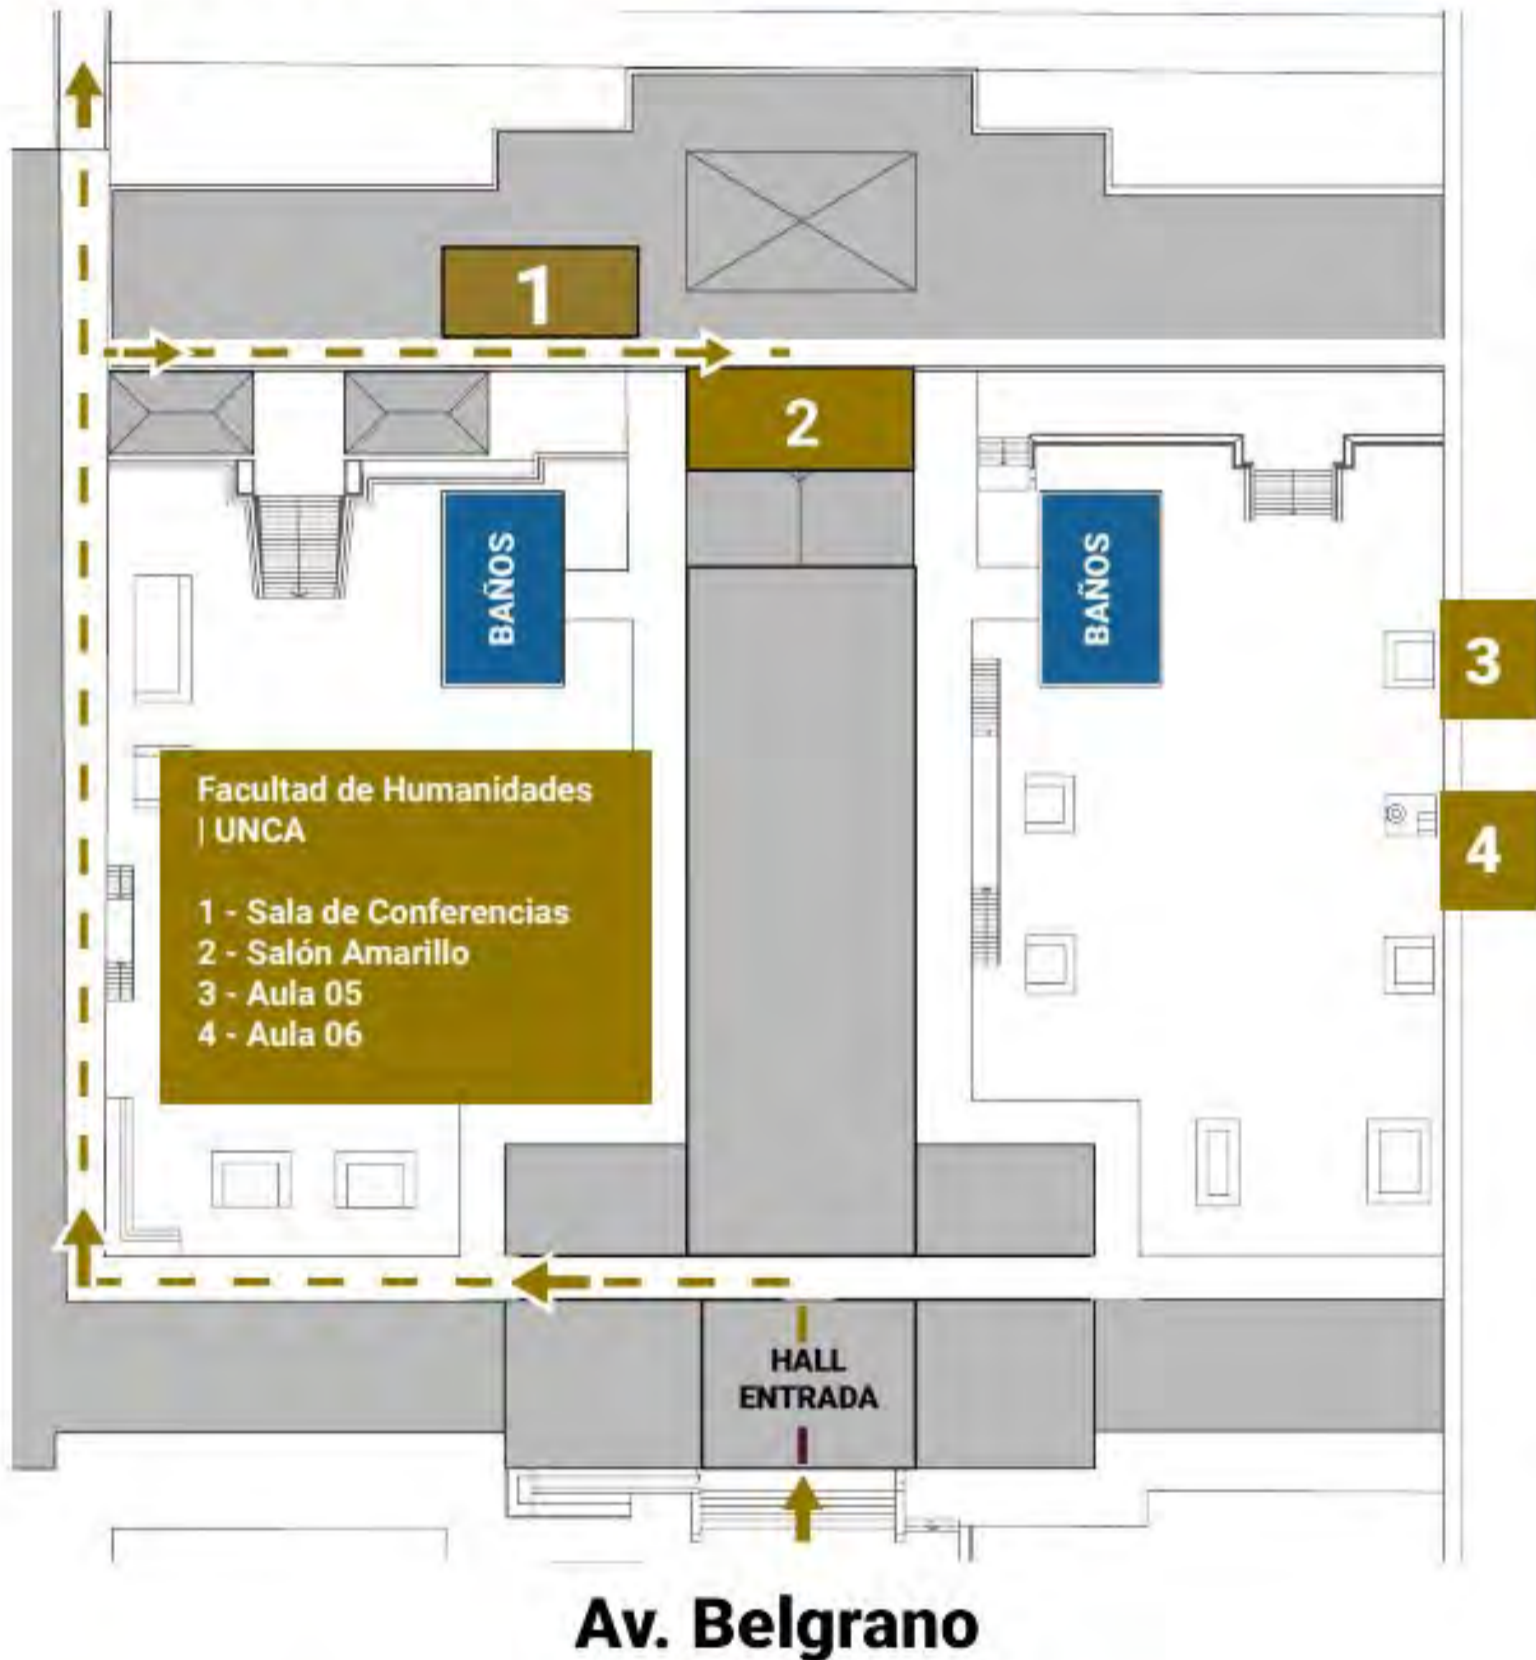 1
2
BAÑOS
BAÑOS
3
4
Facultad de Humanidades
| UNCA
1 - Sala de Conferencias
2 - Salón Amarillo
3 - Aula 05
4 - Aula 06
HALL
ENTRADA
Av. Belgrano